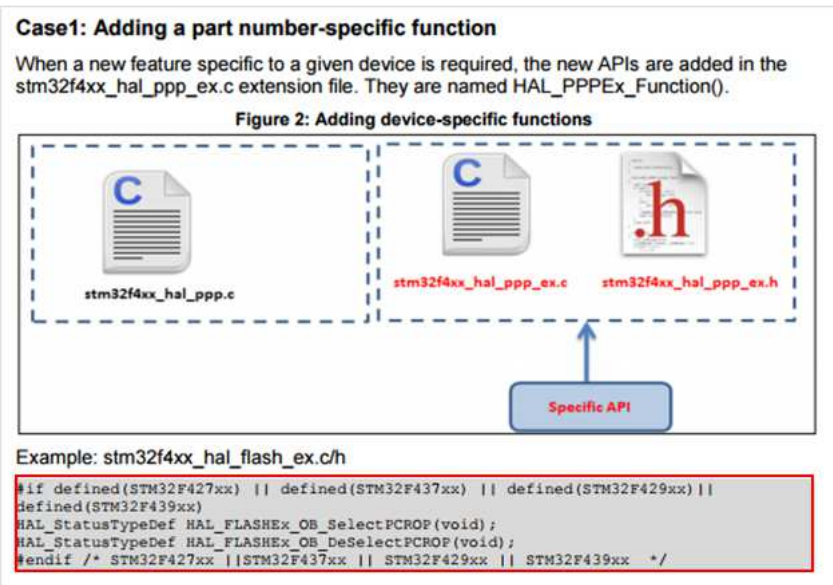 Case1: Adding a part number-specific function
When a new feature specific to a given device is required, the new APIs are added in the
stm32f4xx_hal_ppp_ex.c extension file. They are named HAL_PPPEx_Function().
Figure 2: Adding device-specific functions
C
C
.h
stm32f4xx_hal_ppp.c
stm32f4xx_hal_ppp_ex.c
stm32f4xx_hal_ppp_ex.h
Specific API
Example: stm32f4xx_hal_flash_ex.c/h
#if defined(STM32F427xx) || defined(STM32F437xx) || defined(STM32F429xx)||
defined(STM32F439xx)
HAL_StatusTypeDef HAL_FLASHEx_OB_SelectPCROP(void);
HAL_StatusTypeDef HAL_FLASHEx_OB_DeSelectPCROP(void);
#endif /* STM32F427xx ||STM32F437xx || STM32F429xx || STM32F439xx */